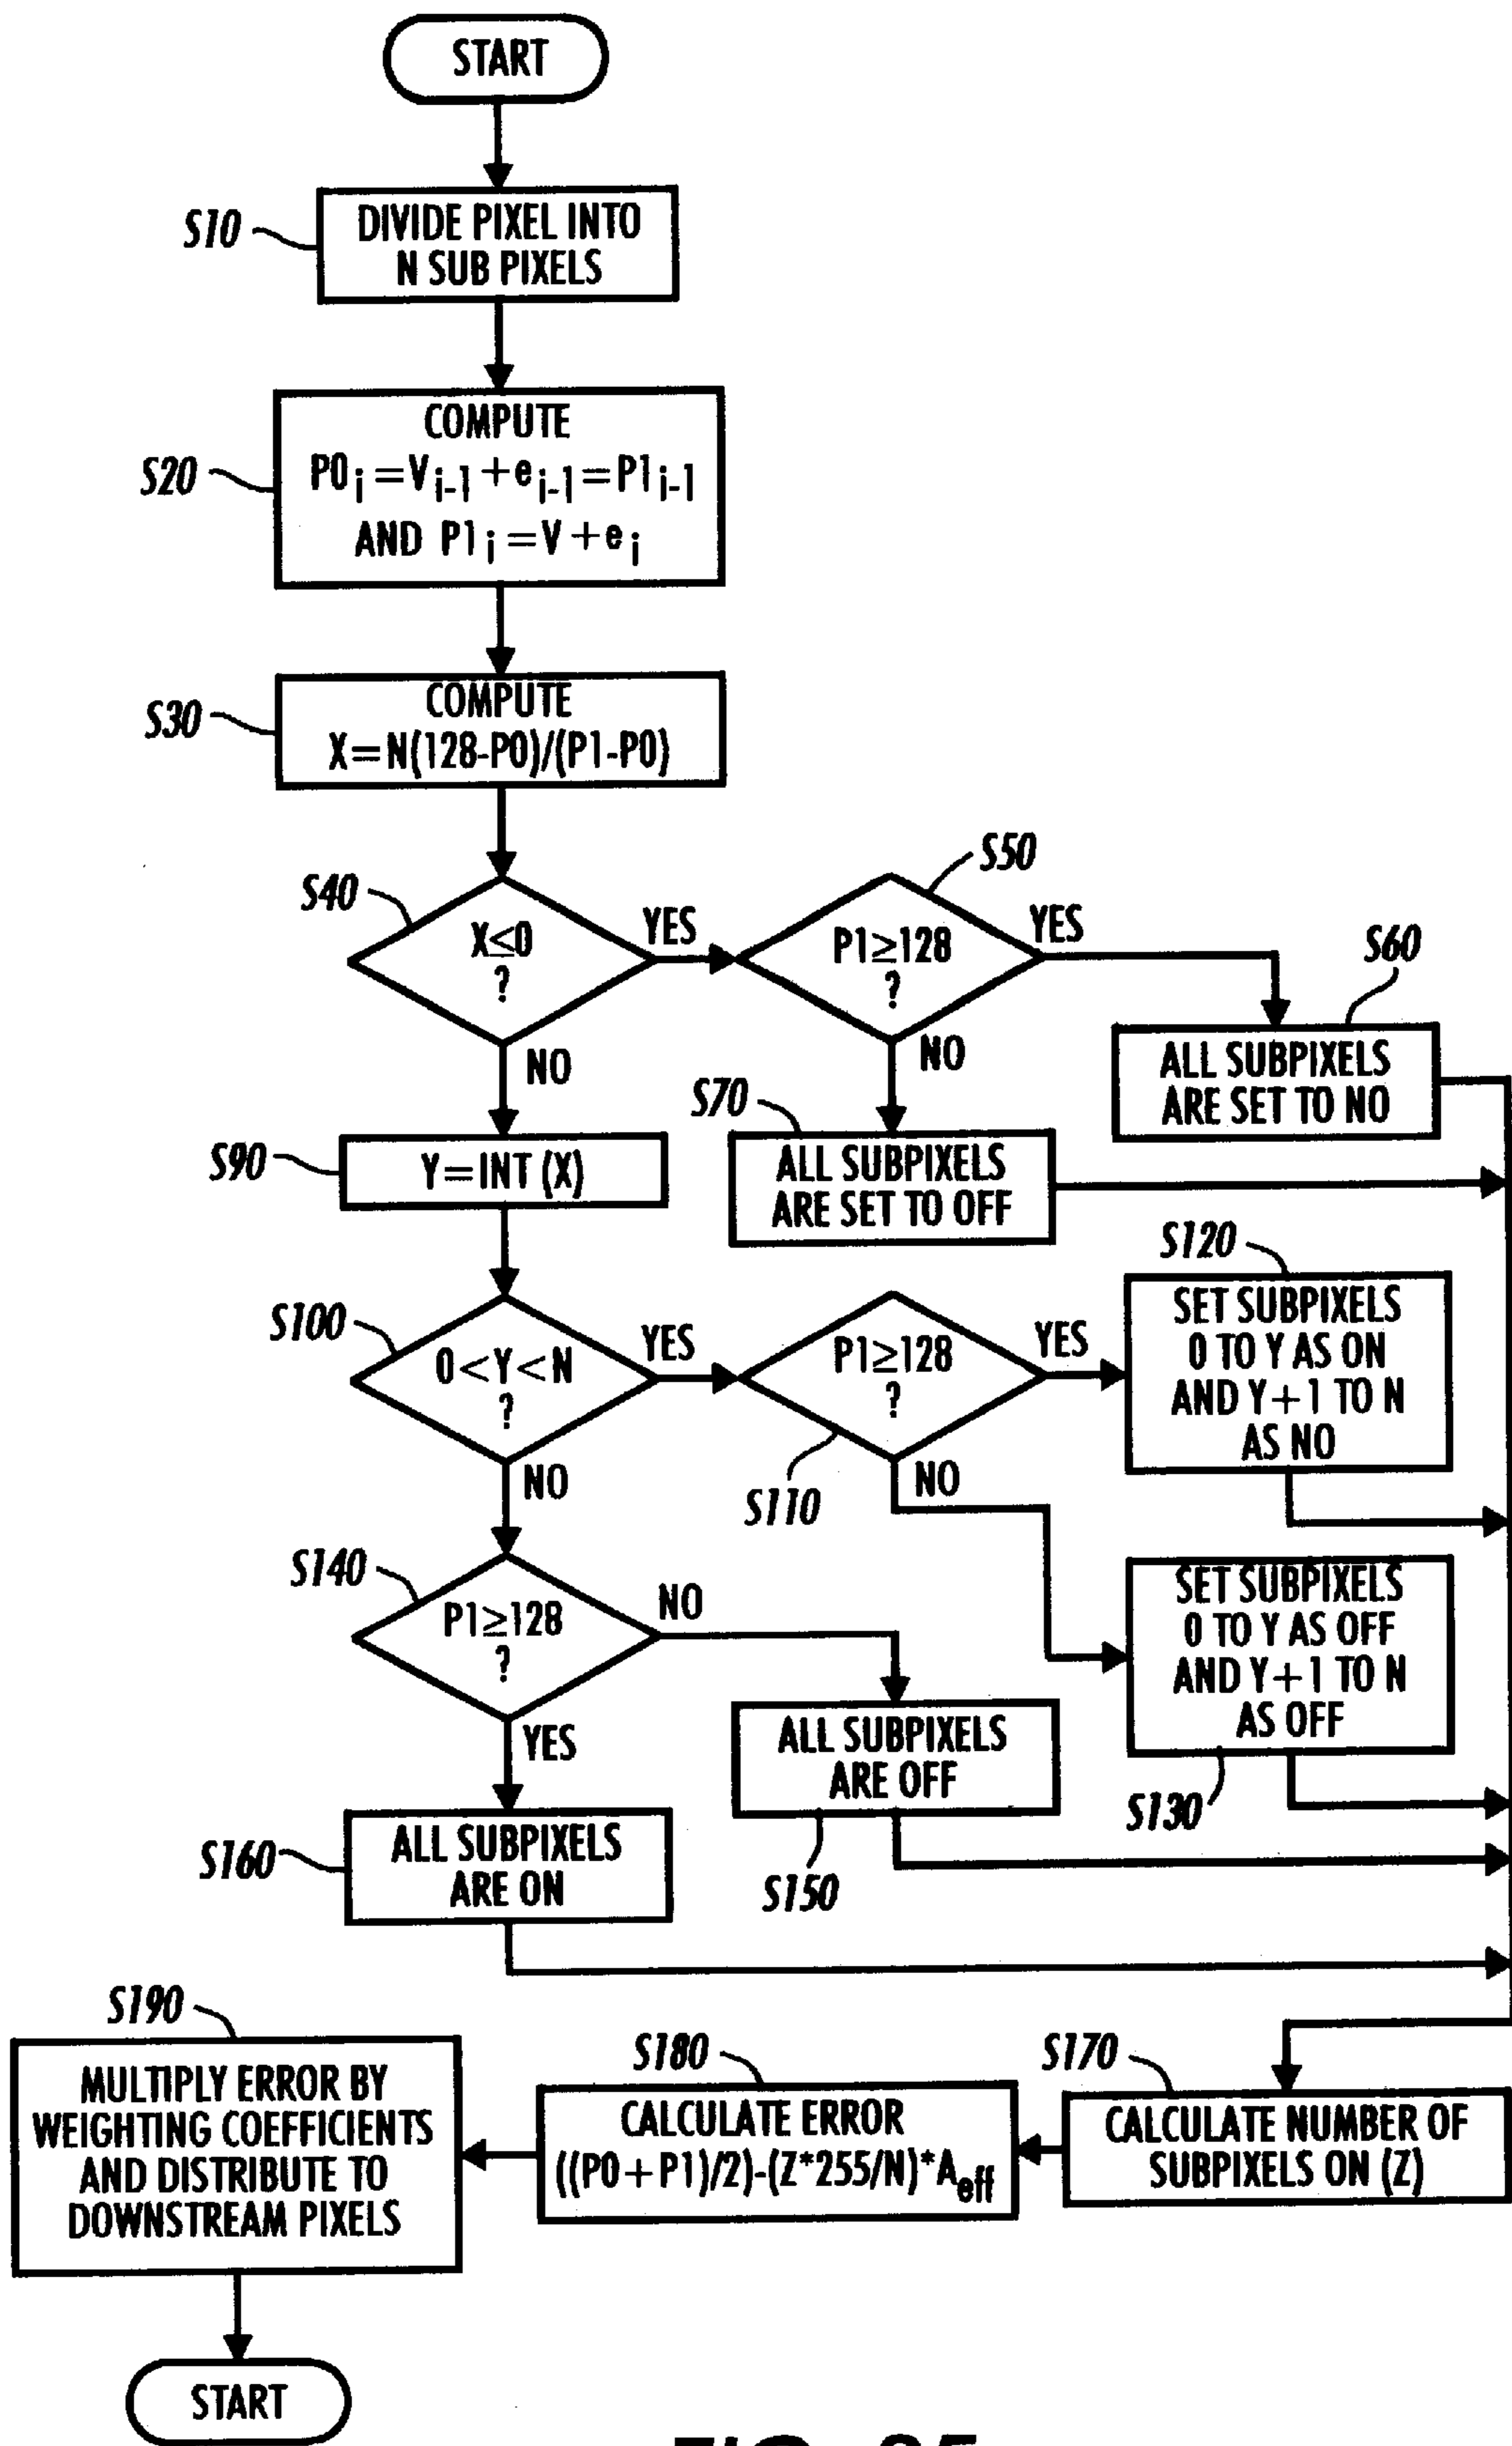 START
S10
DIVIDE PIXEL INTO
N SUB PIXELS
S20
COMPUTE
P0 i = V i-1 + e i-1 = P1 i-1
AND P1 i = V + e i
S30
COMPUTE
X=N(128-P0)/(P1-P0)
S40
X≤0
?
YES
NO
S50
P1≥128
?
YES
NO
S60
ALL SUBPIXELS
ARE SET TO NO
S70
ALL SUBPIXELS
ARE SET TO OFF
S90
Y=INT (X)
S100
0<Y<N
?
YES
NO
S110
P1≥128
?
YES
NO
S120
SET SUBPIXELS
0 TO Y AS ON
AND Y+1 TO N
AS NO
S130
SET SUBPIXELS
0 TO Y AS OFF
AND Y+1 TO N
AS OFF
S140
P1≥128
?
NO
YES
S150
ALL SUBPIXELS
ARE OFF
S160
ALL SUBPIXELS
ARE ON
S170
CALCULATE NUMBER OF
SUBPIXELS ON (Z)
S180
CALCULATE ERROR
((P0+P1)/2)-(Z*255/N)*Aeff
S190
MULTIPLY ERROR BY
WEIGHTING COEFFICIENTS
AND DISTRIBUTE TO
DOWNSTREAM PIXELS
START